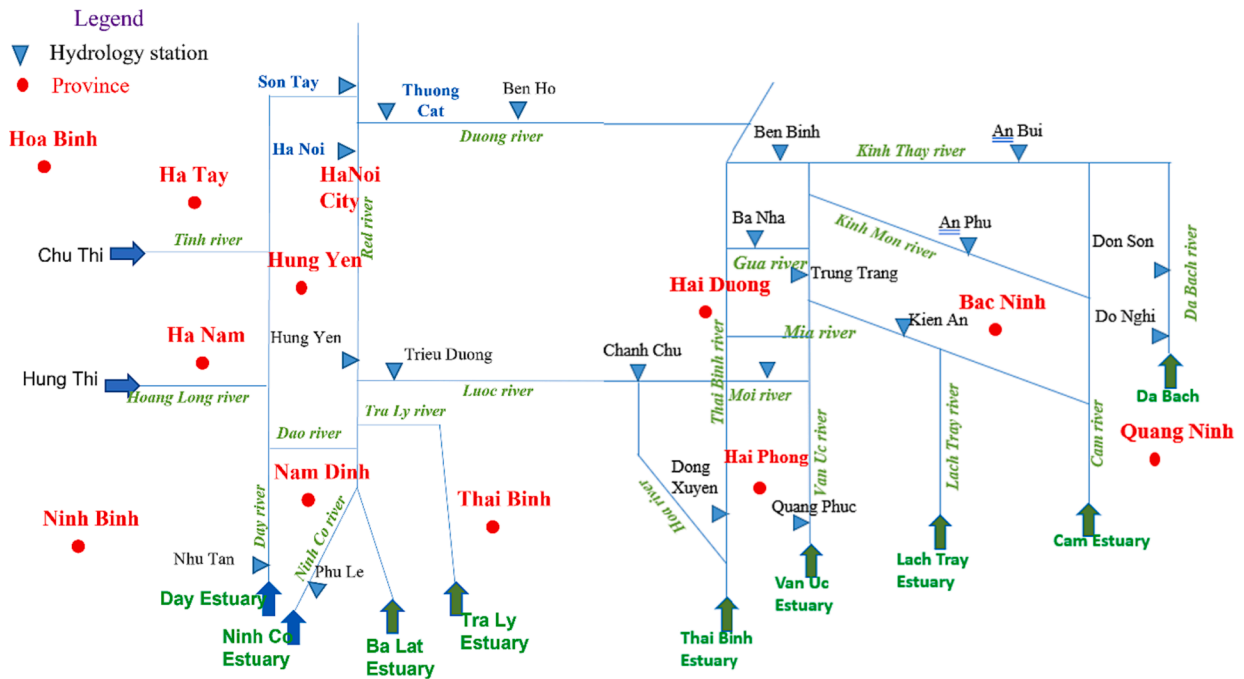 Legend
Hydrology station
Province
Son Tay
Thuong
Cat
Ben Ho
Duong river
Hoa Binh
Ha Noi
Ben Binh
An Bui
Kinh Thay river
Ha Tay
HaNoi
City
Red river
Ba Nha
Kinh Mon river
An Phu
Don Son
Da Bach river
Chu Thi
Tinh river
Hung Yen
Gua river
Trung Trang
Hai Duong
Bac Ninh
Ha Nam
Hung Yen
Trieu Duong
Chanh Chu
Mia river
Kien An
Do Nghi
Hung Thi
Hoang Long river
Luoc river
Thai Binh river
Moi river
Da Bach
Tra Ly river
Dao river
Van Uc river
Lach Tray river
Cam river
Quang Ninh
Nam Dinh
Thai Binh
Dong
Xuyen
Hai Phong
Ninh Binh
Day river
Ninh Co river
Hoa river
Quang Phuc
Nhu Tan
Phu Le
Cam Estuary
Lach Tray
Estuary
Van Uc
Estuary
Day Estuary
Ninh Co
Estuary
Ba Lat
Estuary
Tra Ly
Estuary
Thai Binh
Estuary